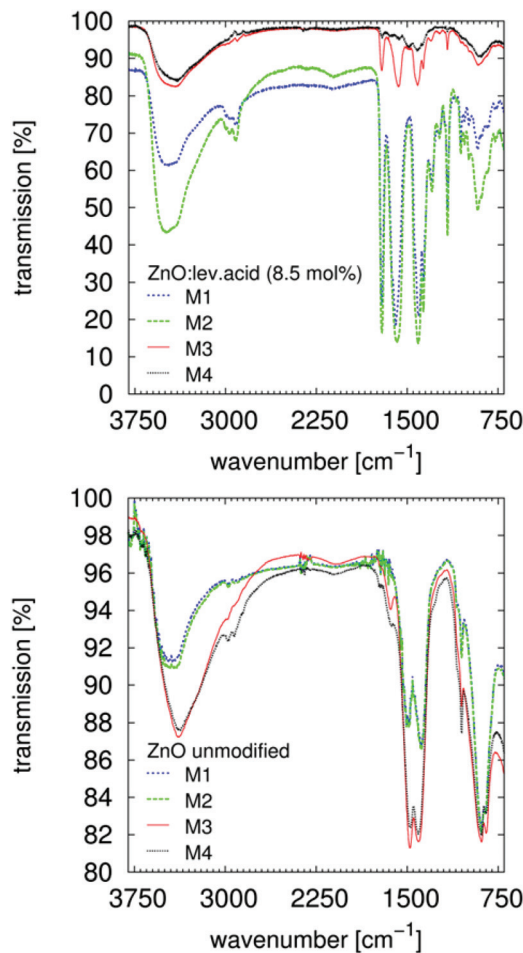 100
90
80
70
60
50
40
30
20
10
0
transmission [%]
ZnO:lev.acid (8.5 mol%)
M1
M2
M3
M4
3750 3000 2250 1500 750
wavenumber [cm⁻¹]
100
98
96
94
92
90
88
86
84
82
80
transmission [%]
ZnO unmodified
M1
M2
M3
M4
3750 3000 2250 1500 750
wavenumber [cm⁻¹]